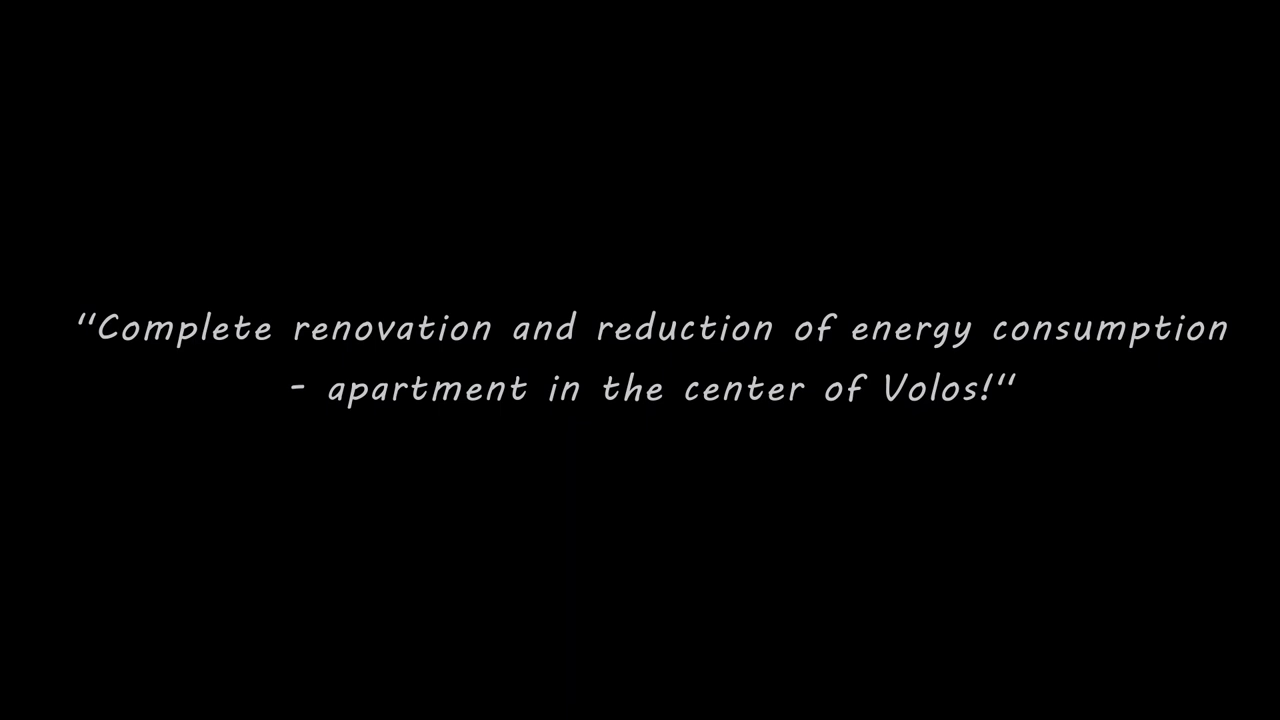 "Complete renovation and reduction of energy consumption
- apartment in the center of Volos!"